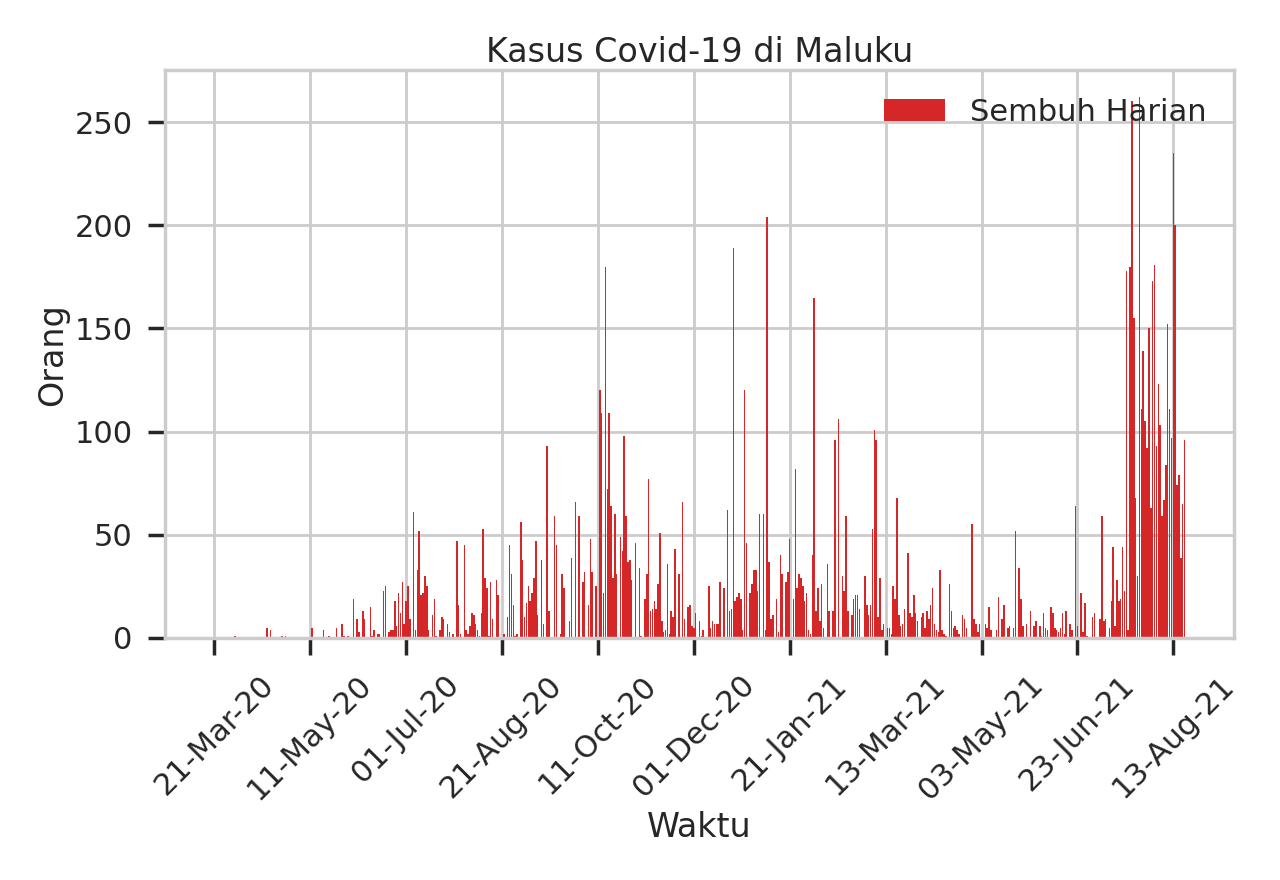 Kasus Covid-19 di Maluku
Sembuh Harian
Orang
250
200
150
100
50
0
21-Mar-20
11-May-20
01-Jul-20
21-Aug-20
11-Oct-20
01-Dec-20
21-Jan-21
13-Mar-21
03-May-21
23-Jun-21
13-Aug-21
Waktu